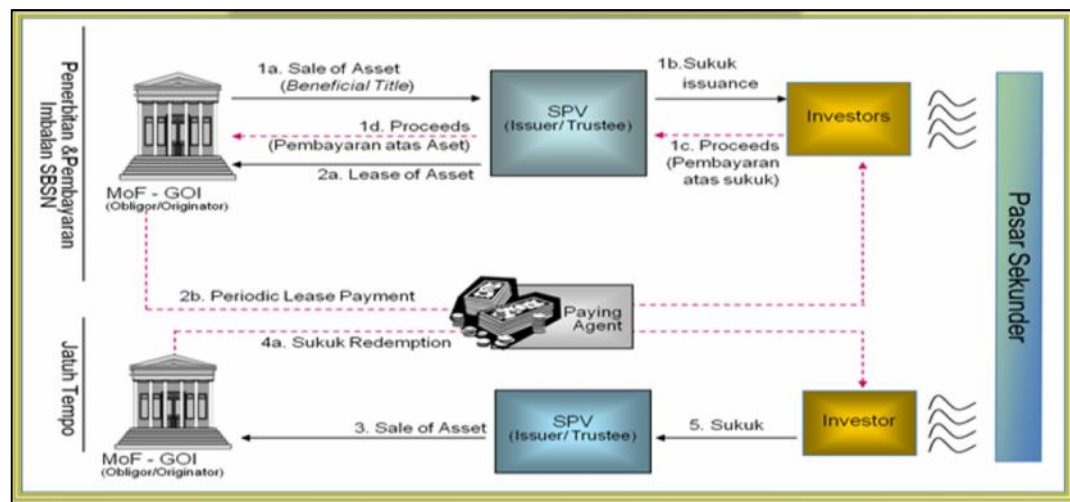 Penerbitan &Pembayaran
Imbalan SBSN
1a. Sale of Asset
(Beneficial Title)
1d. Proceeds
(Pembayaran atas Aset)
2a. Lease of Asset
MoF - GOI
(Obligor/Originator)
SPV
(Issuer/ Trustee)
1b.Sukuk
issuance
1c. Proceeds
(Pembayaran
atas sukuk)
Investors
Pasar Sekunder
2b. Periodic Lease Payment
Paying
Agent
4a. Sukuk Redemption
Jatuh Tempo
MoF - GOI
(Obligor/Originator)
3. Sale of Asset
SPV
(Issuer/ Trustee)
5. Sukuk
Investor